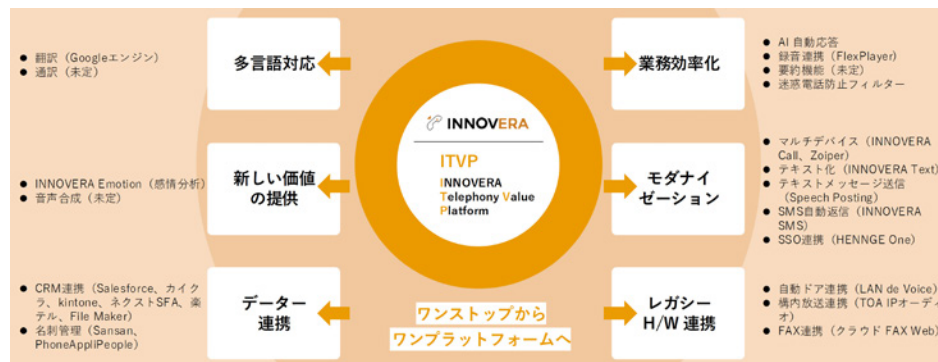 翻訳（Googleエンジン）
通訳（未定）
多言語対応
INNOVERA Emotion（感情分析）
音声合成（未定）
新しい価値
の提供
CRM連携（Salesforce、カイク
ラ、kintone、ネクストSFA、楽
テル、File Maker）
名刺管理（Sansan、
PhoneAppliPeople）
データー
連携
INNOVERA
ITVP
INNOVERA
Telephony Value
Platform
ワンストップから
ワンプラットフォームへ
業務効率化
AI 自動応答
録音連携（FlexPlayer）
要約機能（未定）
迷惑電話防止フィルター
モダナイ
ゼーション
マルチデバイス（INNOVERA
Call、Zoiper）
テキスト化（INNOVERA Text）
テキストメッセージ送信
（Speech Posting）
SMS自動返信（INNOVERA
SMS）
SSO連携（HENNGE One）
レガシー
H/W 連携
自動ドア連携（LAN de Voice）
構内放送連携（TOA IPオーディ
オ）
FAX連携（クラウド FAX Web）